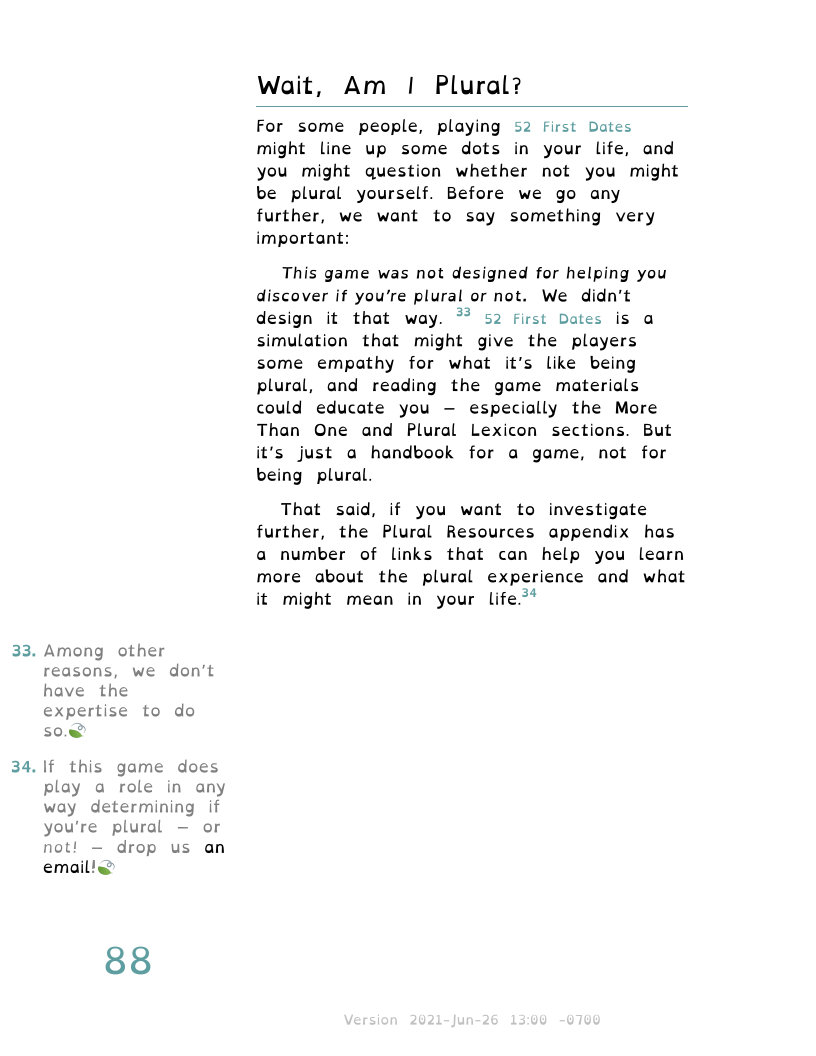 Wait, Am I Plural?
For some people, playing 52 First Dates
might line up some dots in your life, and
you might question whether not you might
be plural yourself. Before we go any
further, we want to say something very
important:
This game was not designed for helping you
discover if you're plural or not. We didn't
design it that way. 33 52 First Dates is a
simulation that might give the players
some empathy for what it's like being
plural, and reading the game materials
could educate you – especially the More
Than One and Plural Lexicon sections. But
it's just a handbook for a game, not for
being plural.
That said, if you want to investigate
further, the Plural Resources appendix has
a number of links that can help you learn
more about the plural experience and what
it might mean in your life.34
33. Among other
reasons, we don't
have the
expertise to do
so.
34. If this game does
play a role in any
way determining if
you're plural – or
not! – drop us an
email!
88
Version 2021-Jun-26 13:00 -0700